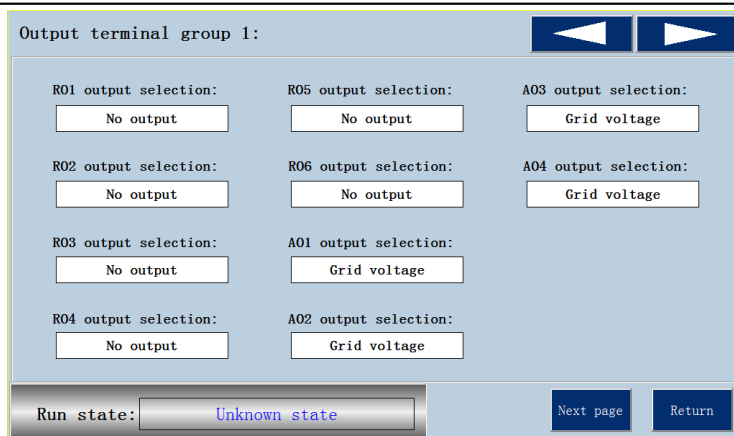 Output terminal group 1:
RO1 output selection:
No output
RO2 output selection:
No output
RO3 output selection:
No output
RO4 output selection:
No output
RO5 output selection:
No output
RO6 output selection:
No output
AO1 output selection:
Grid voltage
AO2 output selection:
Grid voltage
AO3 output selection:
Grid voltage
AO4 output selection:
Grid voltage
Run state:
Unknown state
Next page
Return